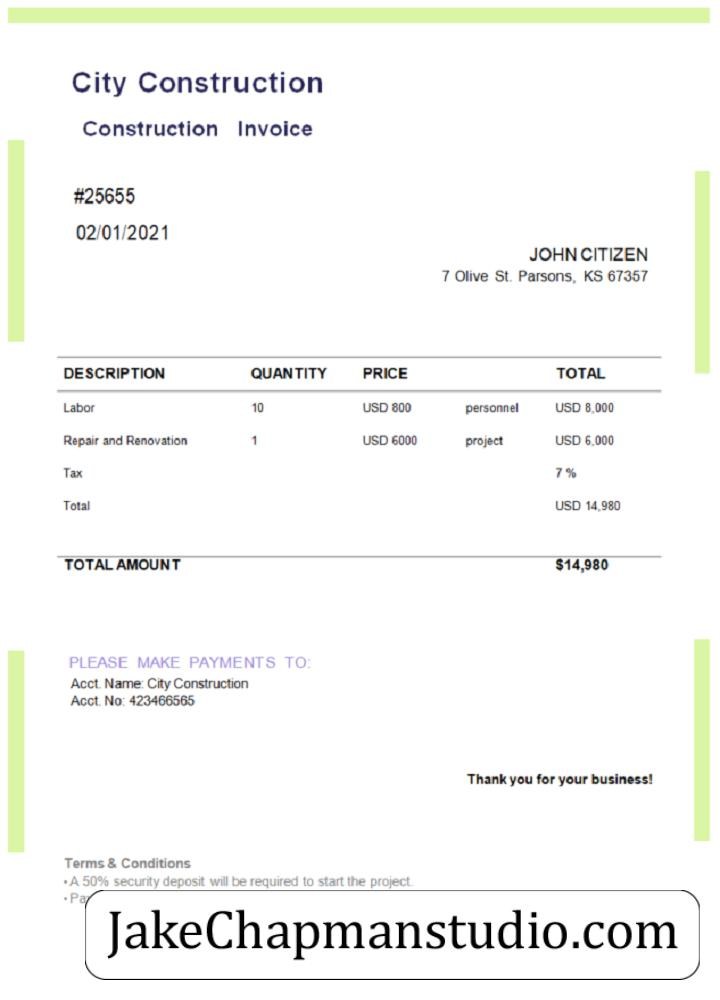 City Construction
Construction Invoice
#25655
02/01/2021
JOHN CITIZEN
7 Olive St. Parsons, KS 67357
DESCRIPTION QUANTITY PRICE TOTAL
Labor 10 USD 800 personnel USD 8,000
Repair and Renovation 1 USD 6000 project USD 6,000
Tax 7 %
Total USD 14,980
TOTAL AMOUNT $14,980
PLEASE MAKE PAYMENTS TO:
Acct. Name: City Construction
Acct. No: 423466565
Thank you for your business!
Terms & Conditions
• A 50% security deposit will be required to start the project.
JakeChapmanstudio.com